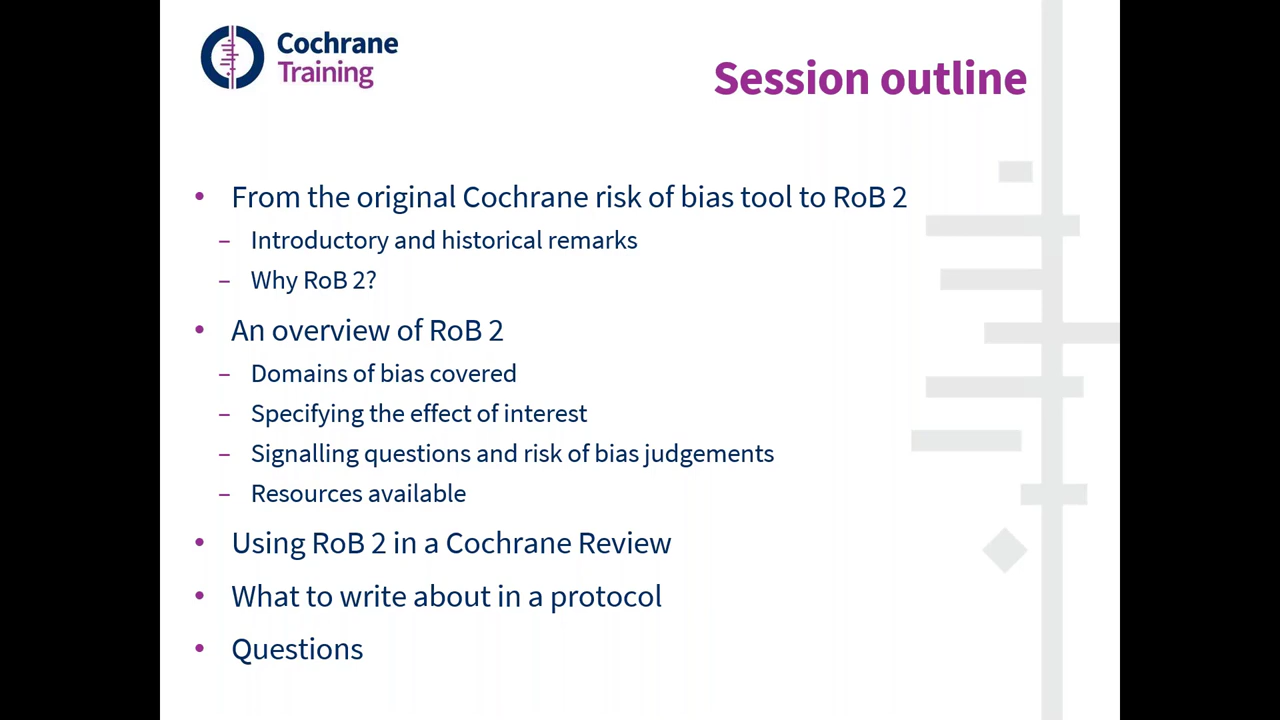 Cochrane
Training
Session outline
• From the original Cochrane risk of bias tool to RoB 2
– Introductory and historical remarks
– Why RoB 2?
• An overview of RoB 2
– Domains of bias covered
– Specifying the effect of interest
– Signalling questions and risk of bias judgements
– Resources available
• Using RoB 2 in a Cochrane Review
• What to write about in a protocol
• Questions